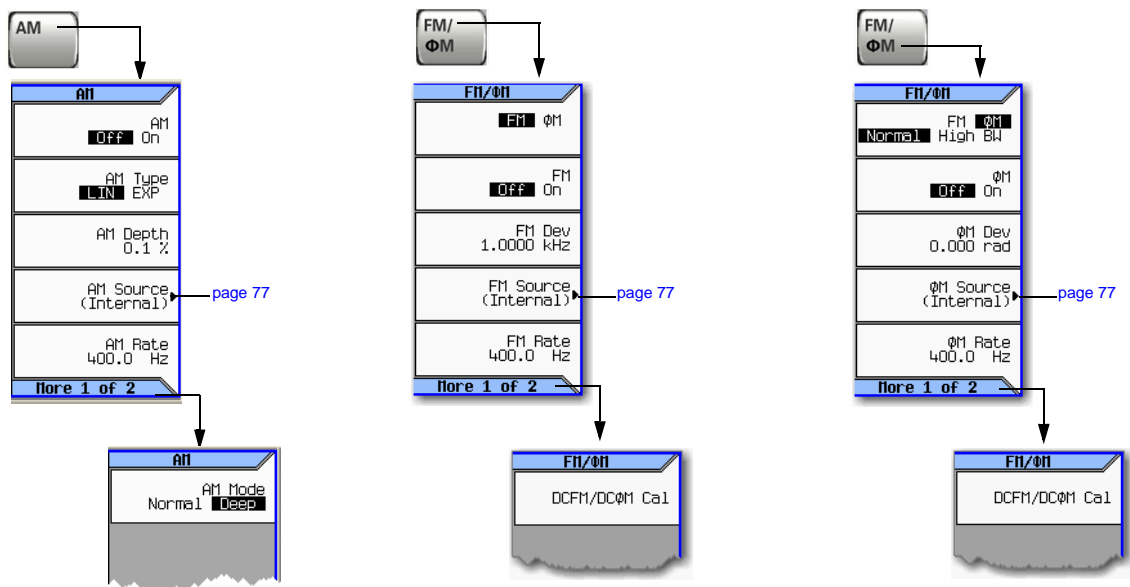 AM
AM
AM
Off On
AM Type
LIN EXP
AM Depth
0.1 %
AM Source
(Internal)
page 77
AM Rate
400.0 Hz
More 1 of 2
AM
AM Mode
Normal Deep
FM/
ΦM
FM/ΦM
FM ΦM
FM
Off On
FM Dev
1.0000 kHz
FM Source
(Internal)
page 77
FM Rate
400.0 Hz
More 1 of 2
FM/ΦM
DCFM/DCΦM Cal
FM/
ΦM
FM/ΦM
FM ΦM
Normal High BW
ΦM
Off On
ΦM Dev
0.000 rad
ΦM Source
(Internal)
page 77
ΦM Rate
400.0 Hz
More 1 of 2
FM/ΦM
DCFM/DCΦM Cal